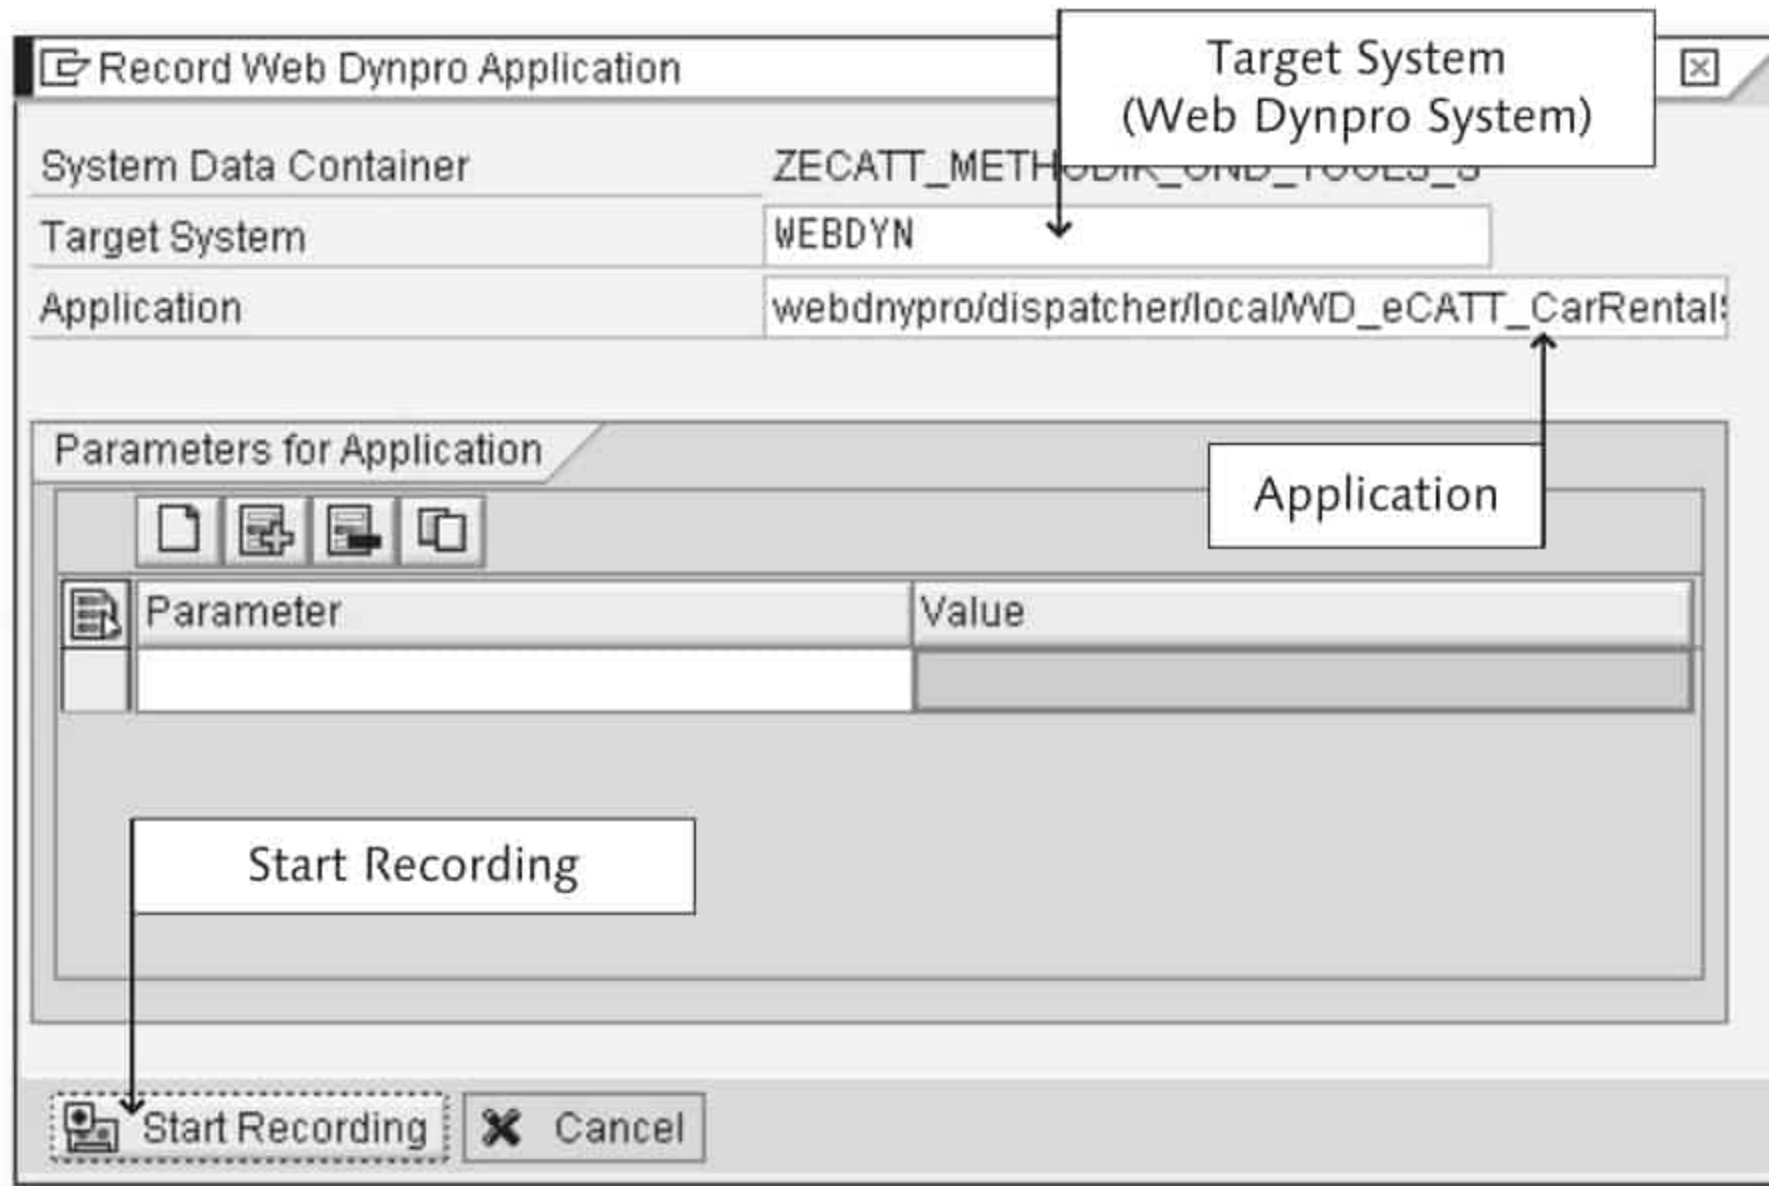 Record Web Dynpro Application
Target System
(Web Dynpro System)
System Data Container
Target System WEBDYN
Application webdnypro/dispatcher/local/WD_eCATT_CarRental
Parameters for Application
Application
Parameter Value
Start Recording
Start Recording Cancel